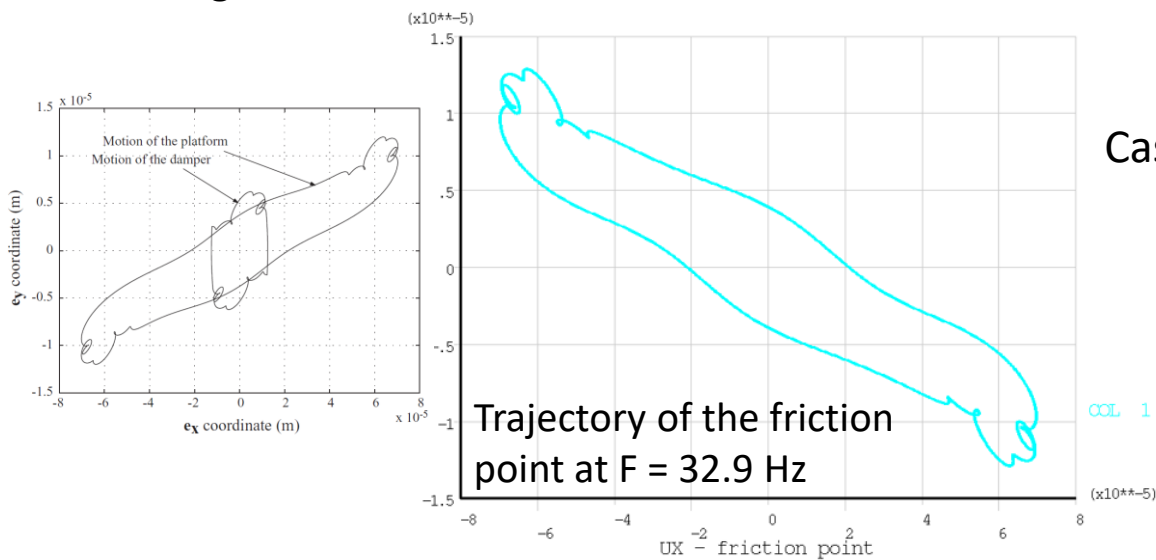 x 10^-5
1.5
1
0.5
0
-0.5
-1
-1.5
ey coordinate (m)
Motion of the platform
Motion of the damper
-8
-6
-4
-2
0
2
4
6
8
x 10^-5
ex coordinate (m)
(x10**-5)
1.5
1
.5
0
-.5
-1
-1.5
Trajectory of the friction
point at F = 32.9 Hz
-8
-6
-4
-2
0
2
4
6
8
UX - friction point
(x10**-5)
COL 1
Cas